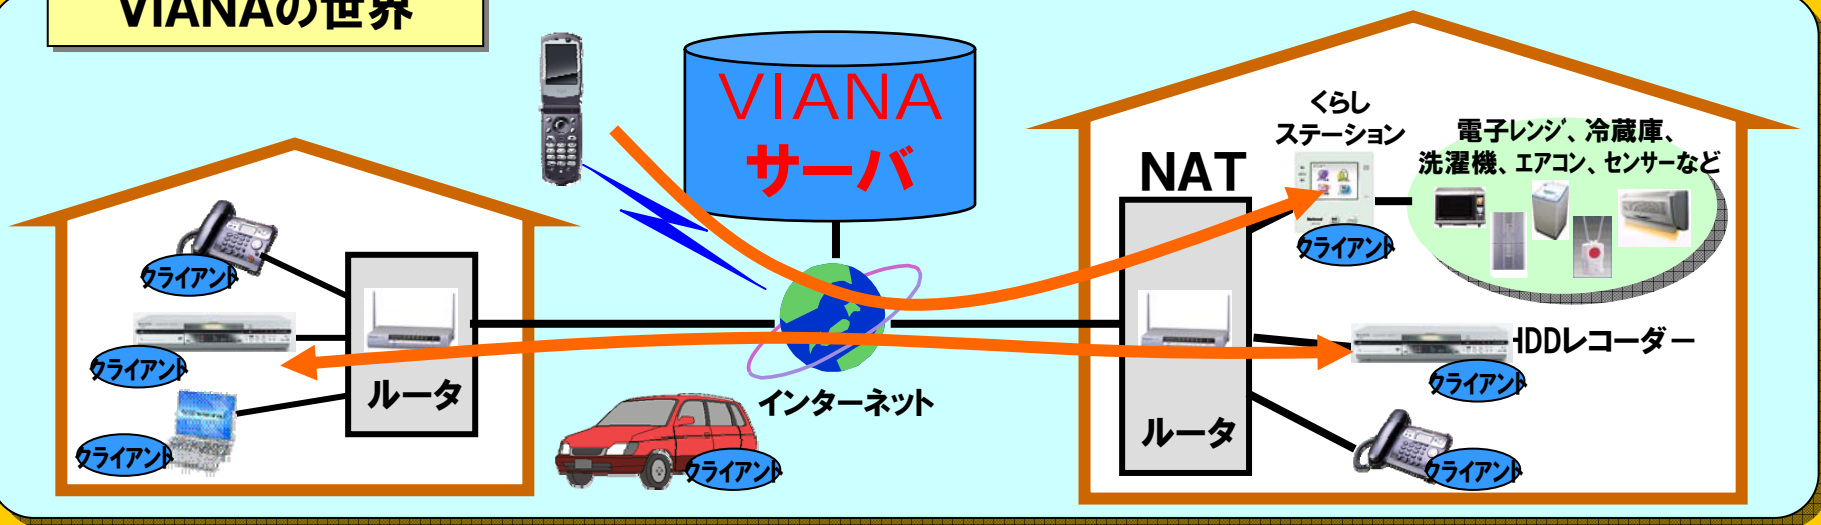 VIANAの世界
VIANA
サーバ
くらし
ステーション
電子レンジ、冷蔵庫、
洗濯機、エアコン、センサーなど
NAT
クライアント
クライアント
クライアント
クライアント
ルータ
インターネット
クライアント
ルータ
HDDレコーダー
クライアント
クライアント